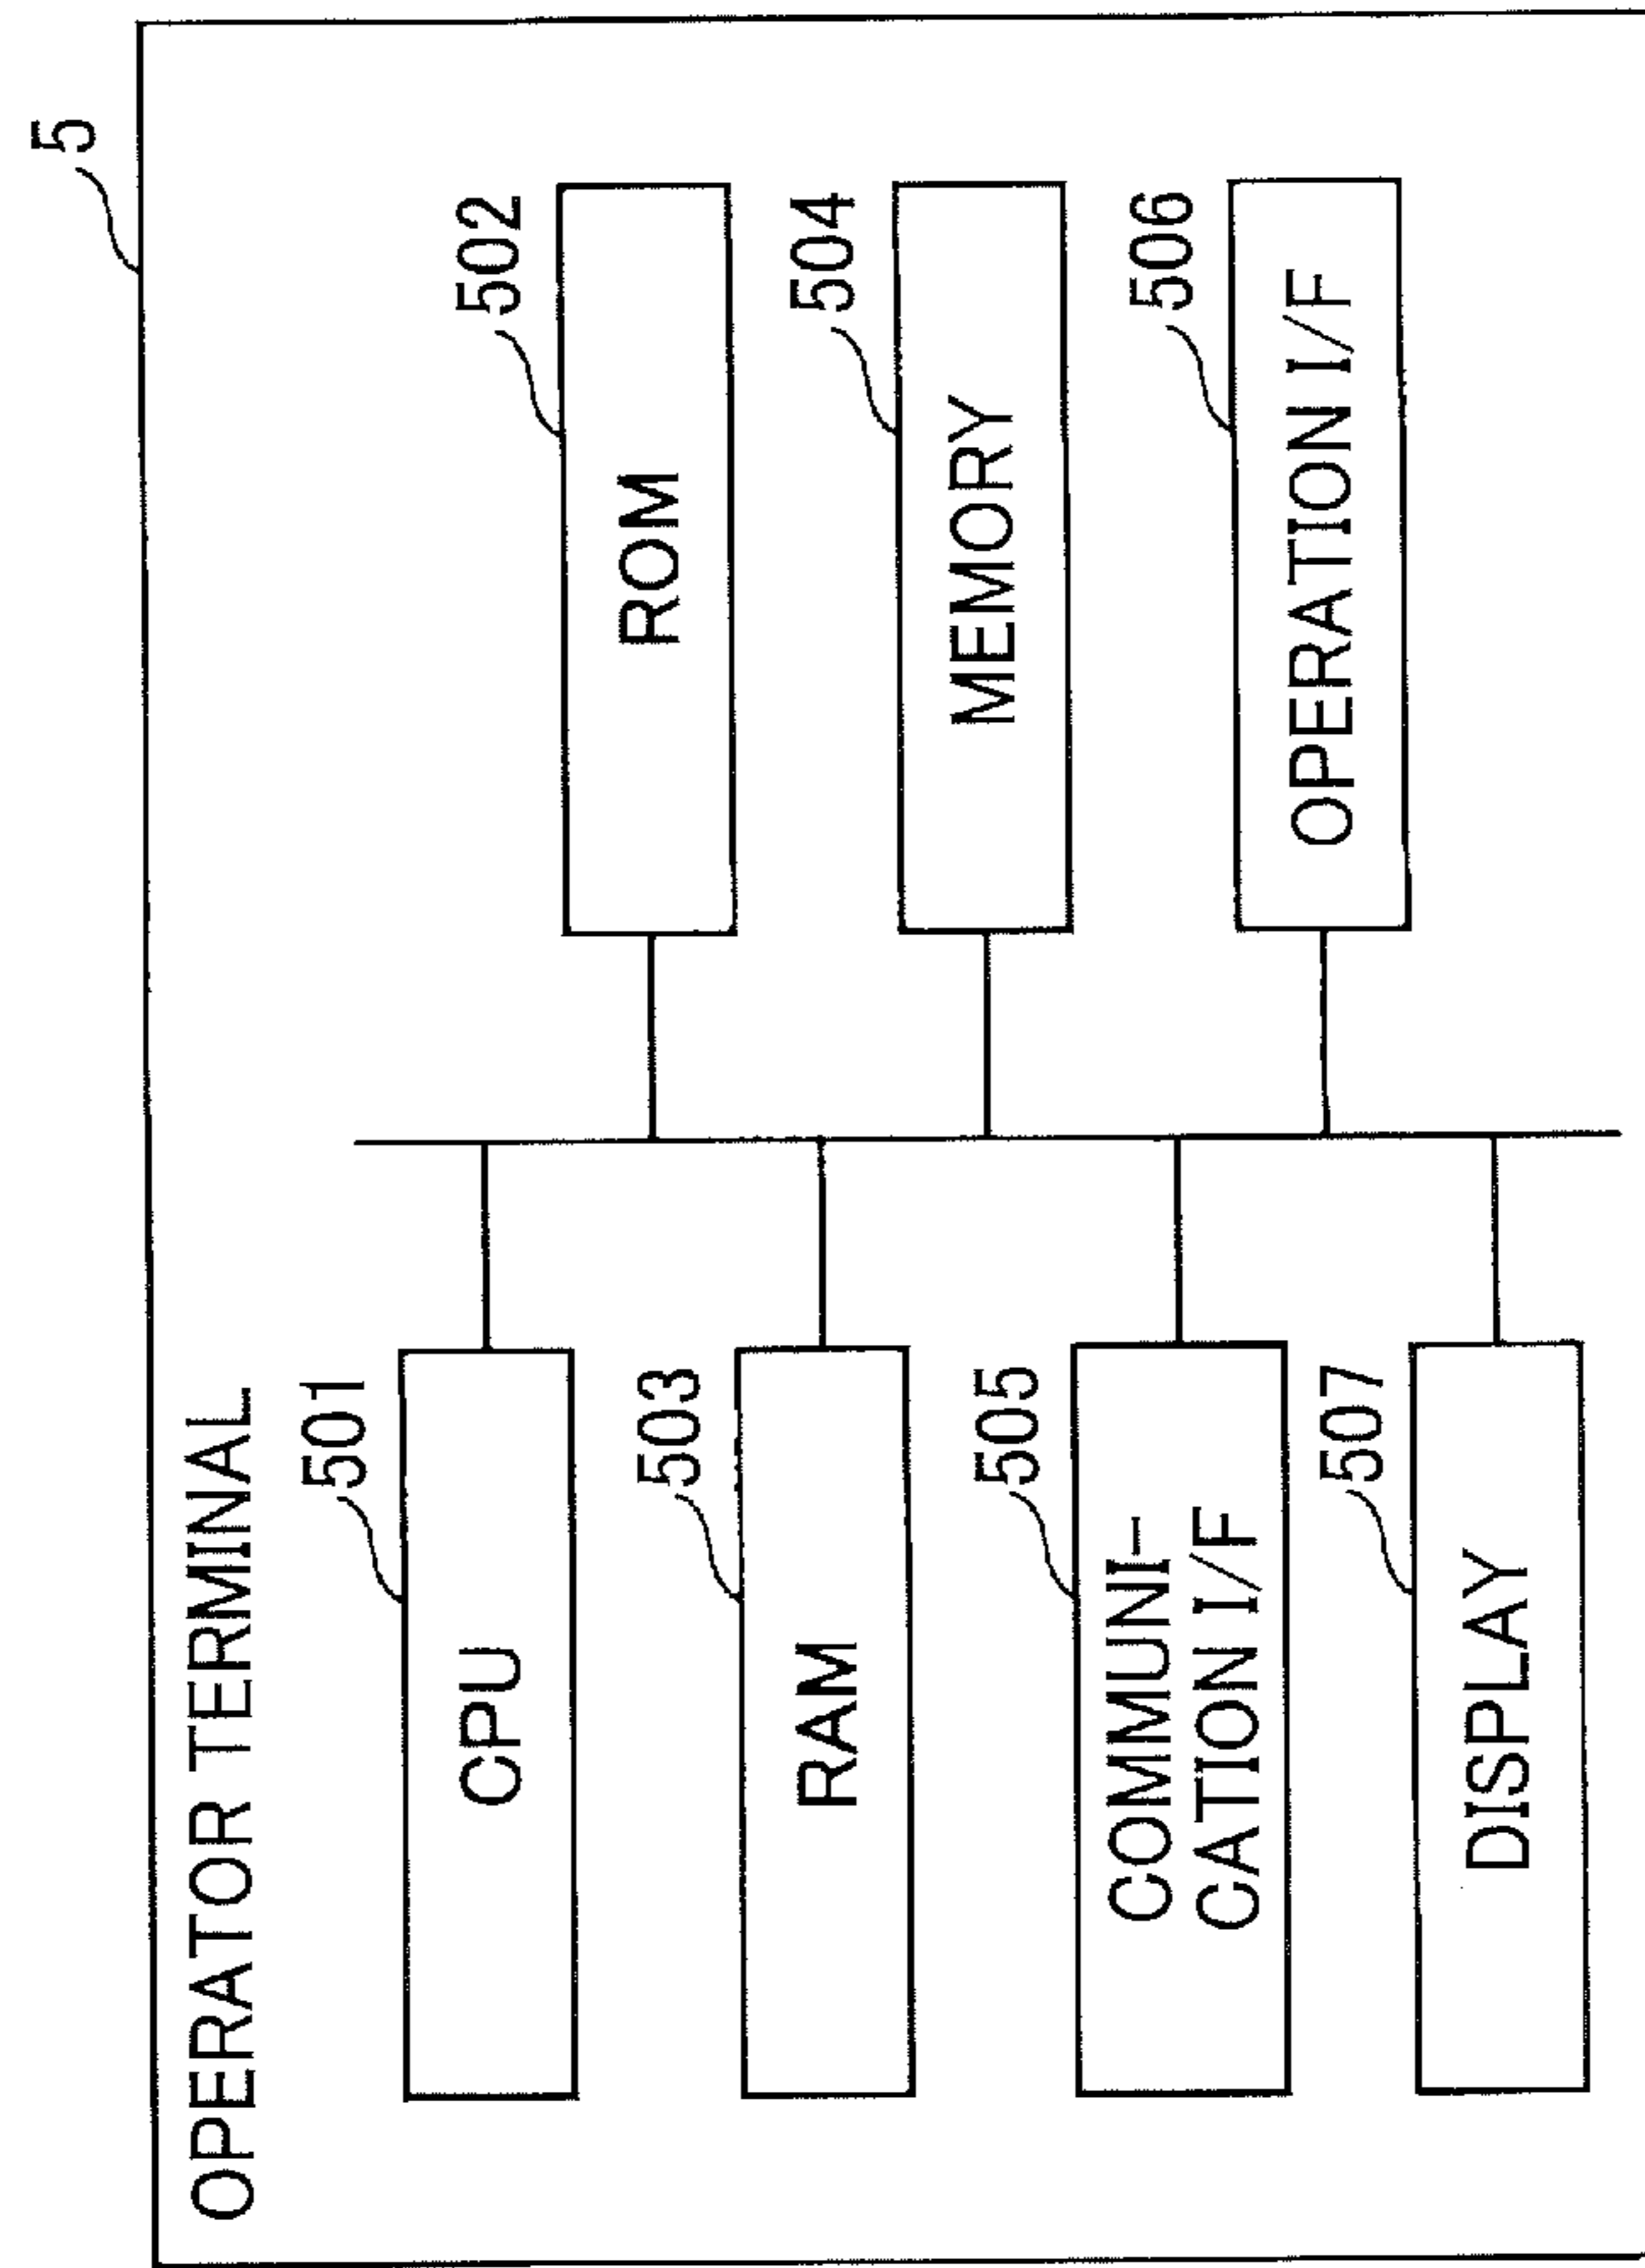 5
OPERATOR TERMINAL
501
CPU
502
ROM
503
RAM
504
MEMORY
505
COMMUNI-
CATION I/F
506
OPERATION I/F
507
DISPLAY